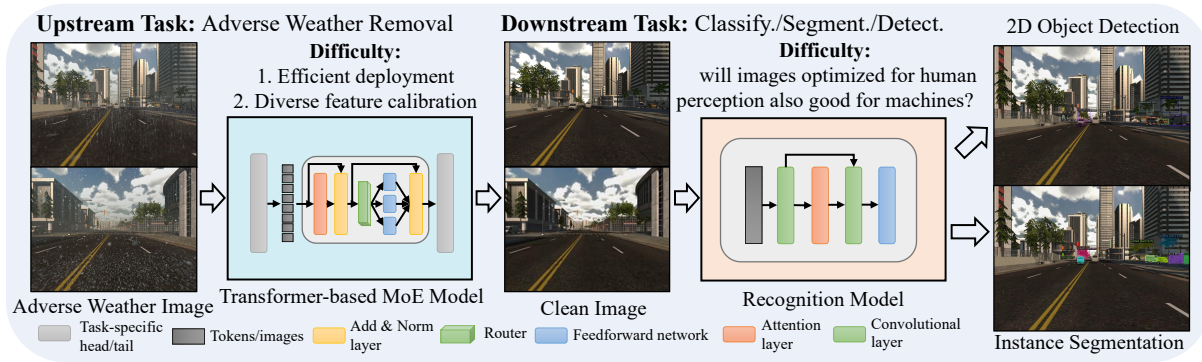 Upstream Task: Adverse Weather Removal
Downstream Task: Classify./Segment./Detect.
2D Object Detection
Difficulty:
1. Efficient deployment
2. Diverse feature calibration
Difficulty:
will images optimized for human
perception also good for machines?
Adverse Weather Image
Transformer-based MoE Model
Clean Image
Recognition Model
Instance Segmentation
Router
Task-specific
head/tail
Tokens/images
Add & Norm
layer
Router
Feedforward network
Attention
layer
Convolutional
layer